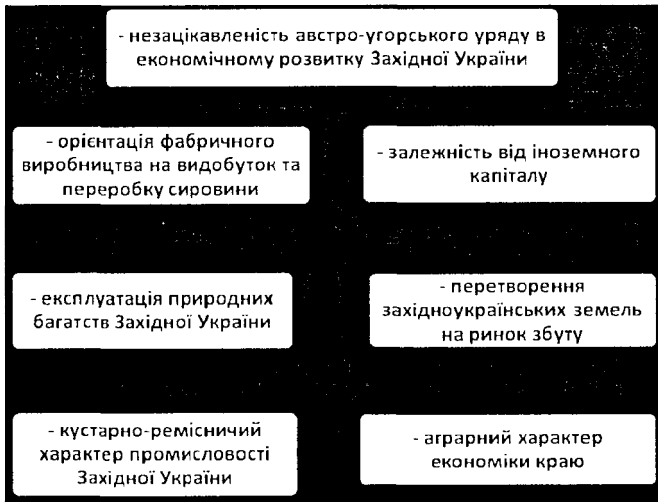 - незацікавленість австро-угорського уряду в
економічному розвитку Західної України
- орієнтація фабричного
виробництва на видобуток та
переробку сировини
- залежність від іноземного
капіталу
- експлуатація природних
багатств Західної України
- перетворення
західноукраїнських земель
на ринок збуту
- кустарно-ремісничий
характер промисловості
Західної України
- аграрний характер
економіки краю